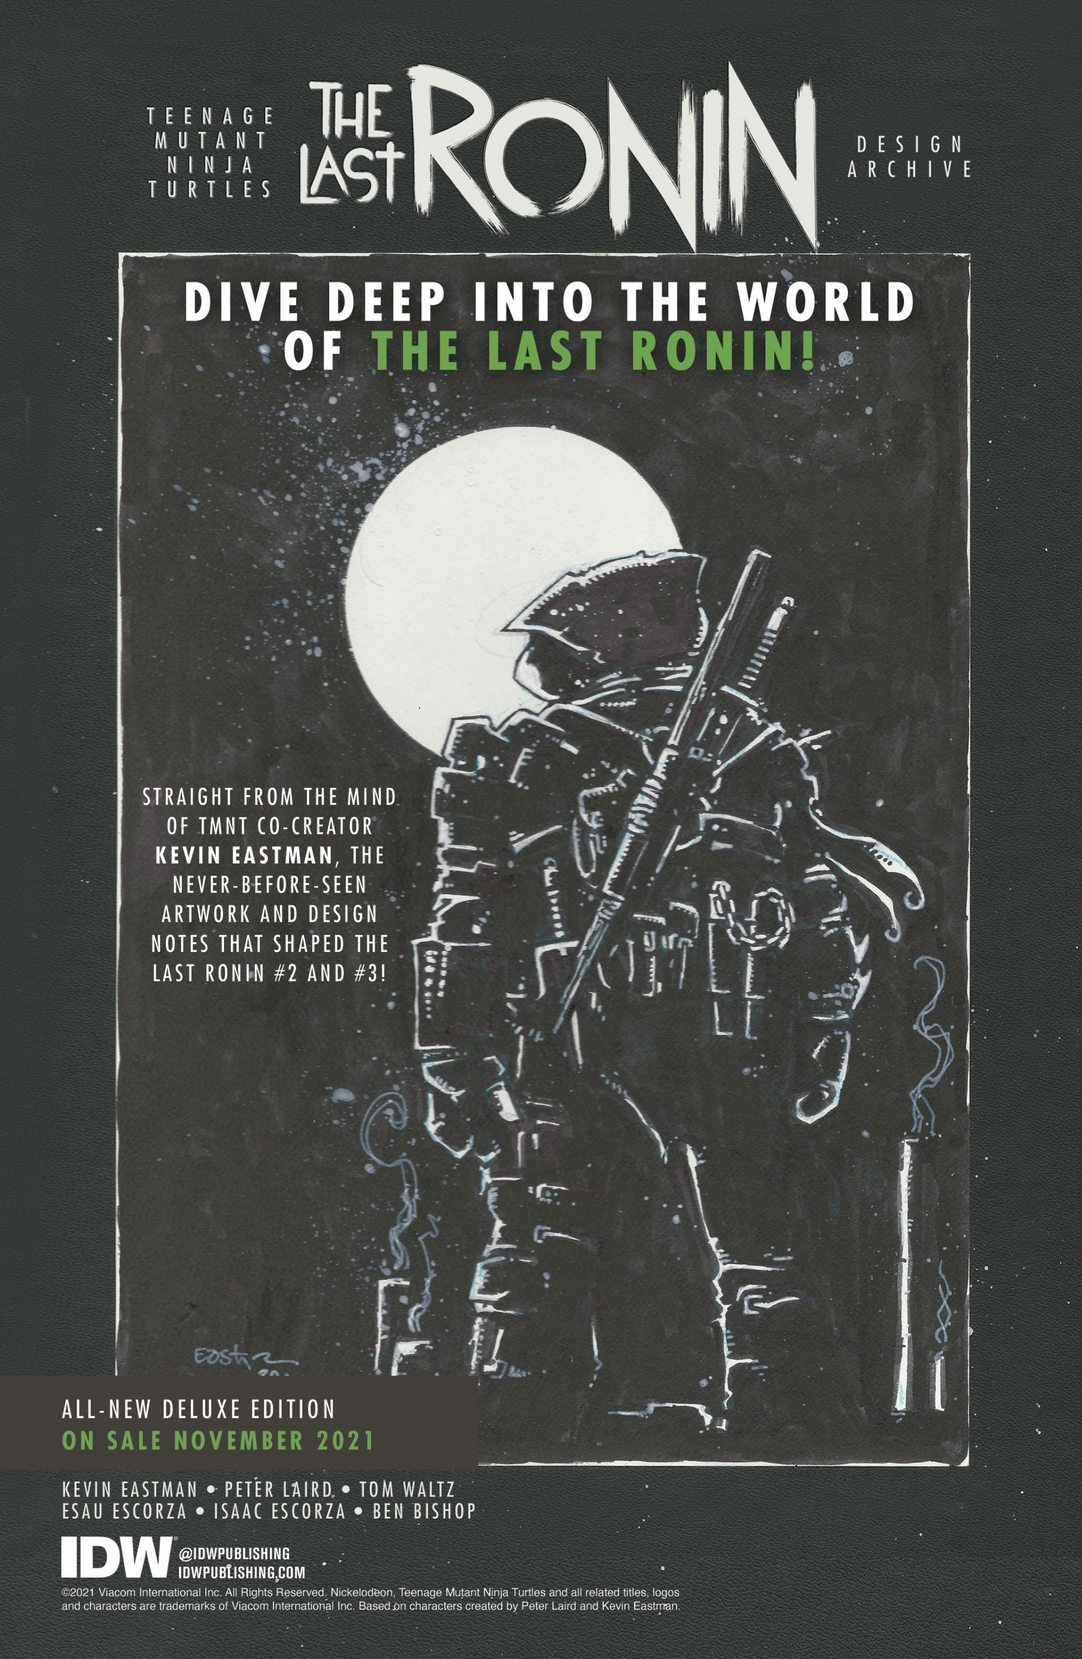 TEENAGE
MUTANT
NINJA
TURTLES
THE
LAST
RONIN
DESIGN
ARCHIVE
DIVE DEEP INTO THE WORLD
OF THE LAST RONIN!
STRAIGHT FROM THE MIND
OF TMNT CO-CREATOR
KEVIN EASTMAN, THE
NEVER-BEFORE-SEEN
ARTWORK AND DESIGN
NOTES THAT SHAPED THE
LAST RONIN #2 AND #3!
ALL-NEW DELUXE EDITION
ON SALE NOVEMBER 2021
KEVIN EASTMAN • PETER LAIRD • TOM WALTZ
ESAU ESCORZA • ISAAC ESCORZA • BEN BISHOP
IDW
@IDWPUBLISHING
IDWPUBLISHING.COM
©2021 Viacom International Inc. All Rights Reserved. Nickelodeon, Teenage Mutant Ninja Turtles and all related titles, logos
and characters are trademarks of Viacom International Inc. Based on characters created by Peter Laird and Kevin Eastman.